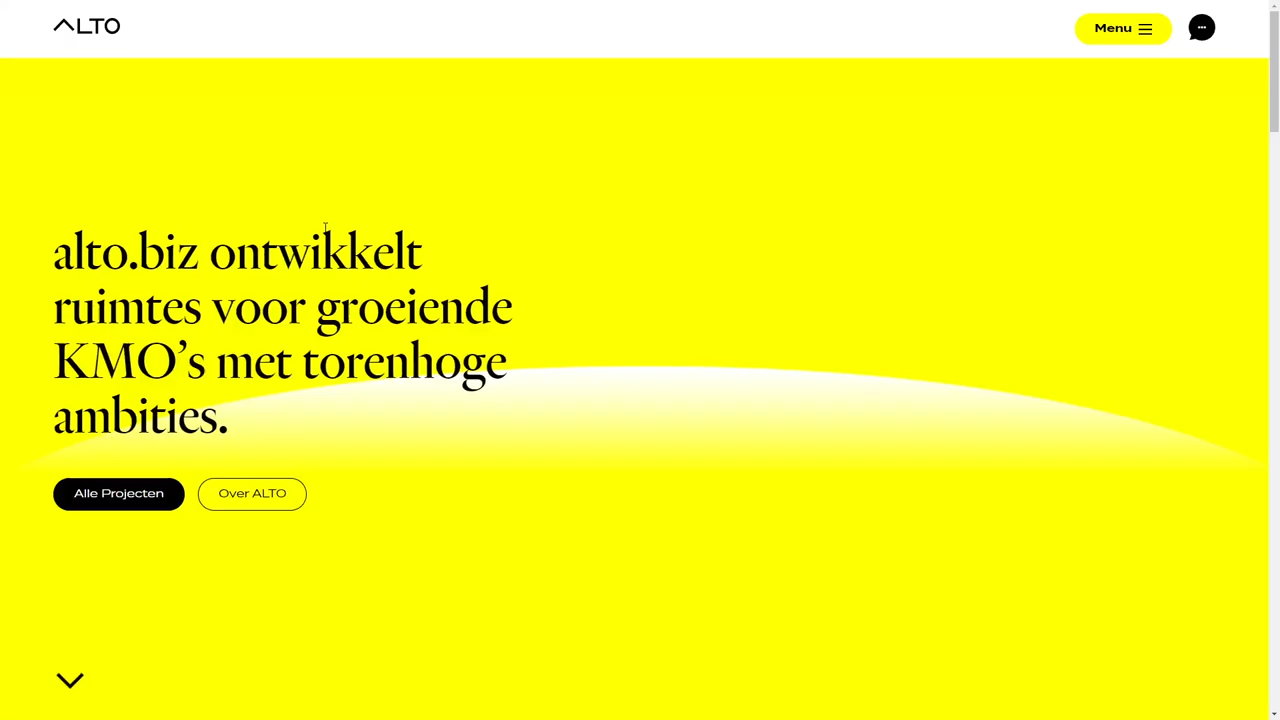 ALTO
Menu
alto.biz ontwikkelt
ruimtes voor groeiende
KMO’s met torenhoge
ambities.
Alle Projecten
Over ALTO